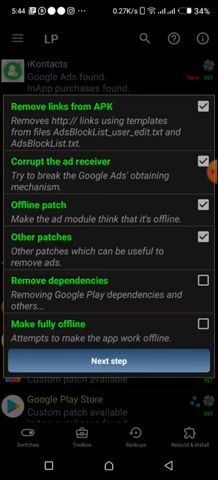 5:44
0.27K/s
34%
LP
iKontacts
Google Ads found.
InApp purchases found.
New INT
Remove links from APK
Removes http:// links using templates
from files AdsBlockList_user_edit.txt and
AdsBlockList.txt.
Corrupt the ad receiver
Try to break the Google Ads' obtaining
mechanism.
Offline patch
Make the ad module think that it's offline.
Other patches
Other patches which can be useful to
remove ads.
Remove dependencies
Removing Google Play dependencies and
others...
Make fully offline
Attempts to make the app work offline.
Next step
Custom patch available
INT
Google Play Store
Custom patch available
INT
Switches
Toolbox
Backups
Rebuild & Install